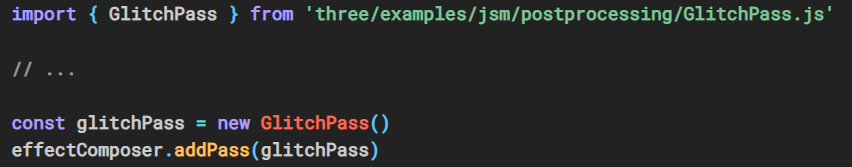 import { GlitchPass } from 'three/examples/jsm/postprocessing/GlitchPass.js'
// ...
const glitchPass = new GlitchPass()
effectComposer.addPass(glitchPass)